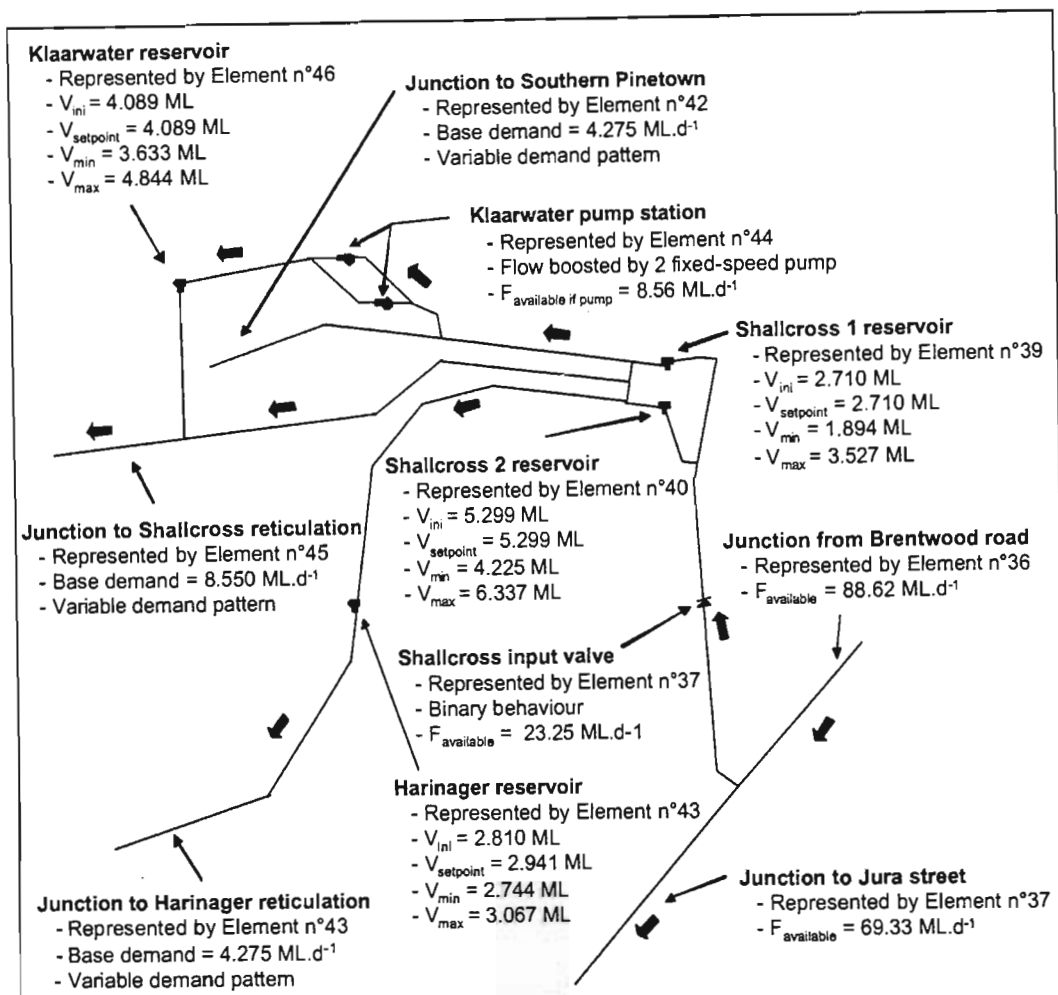 Klaarwater reservoir
- Represented by Element n°46
- V_ini = 4.089 ML
- V_setpoint = 4.089 ML
- V_min = 3.633 ML
- V_max = 4.844 ML
Junction to Southern Pinetown
- Represented by Element n°42
- Base demand = 4.275 ML.d⁻¹
- Variable demand pattern
Klaarwater pump station
- Represented by Element n°44
- Flow boosted by 2 fixed-speed pump
- F_available if pump = 8.56 ML.d⁻¹
Shallcross 1 reservoir
- Represented by Element n°39
- V_ini = 2.710 ML
- V_setpoint = 2.710 ML
- V_min = 1.894 ML
- V_max = 3.527 ML
Shallcross 2 reservoir
- Represented by Element n°40
- V_ini = 5.299 ML
- V_setpoint = 5.299 ML
- V_min = 4.225 ML
- V_max = 6.337 ML
Junction to Shallcross reticulation
- Represented by Element n°45
- Base demand = 8.550 ML.d⁻¹
- Variable demand pattern
Junction from Brentwood road
- Represented by Element n°36
- F_available = 88.62 ML.d⁻¹
Shallcross input valve
- Represented by Element n°37
- Binary behaviour
- F_available = 23.25 ML.d-1
Harinager reservoir
- Represented by Element n°43
- V_ini = 2.810 ML
- V_setpoint = 2.941 ML
- V_min = 2.744 ML
- V_max = 3.067 ML
Junction to Harinager reticulation
- Represented by Element n°43
- Base demand = 4.275 ML.d⁻¹
- Variable demand pattern
Junction to Jura street
- Represented by Element n°37
- F_available = 69.33 ML.d⁻¹